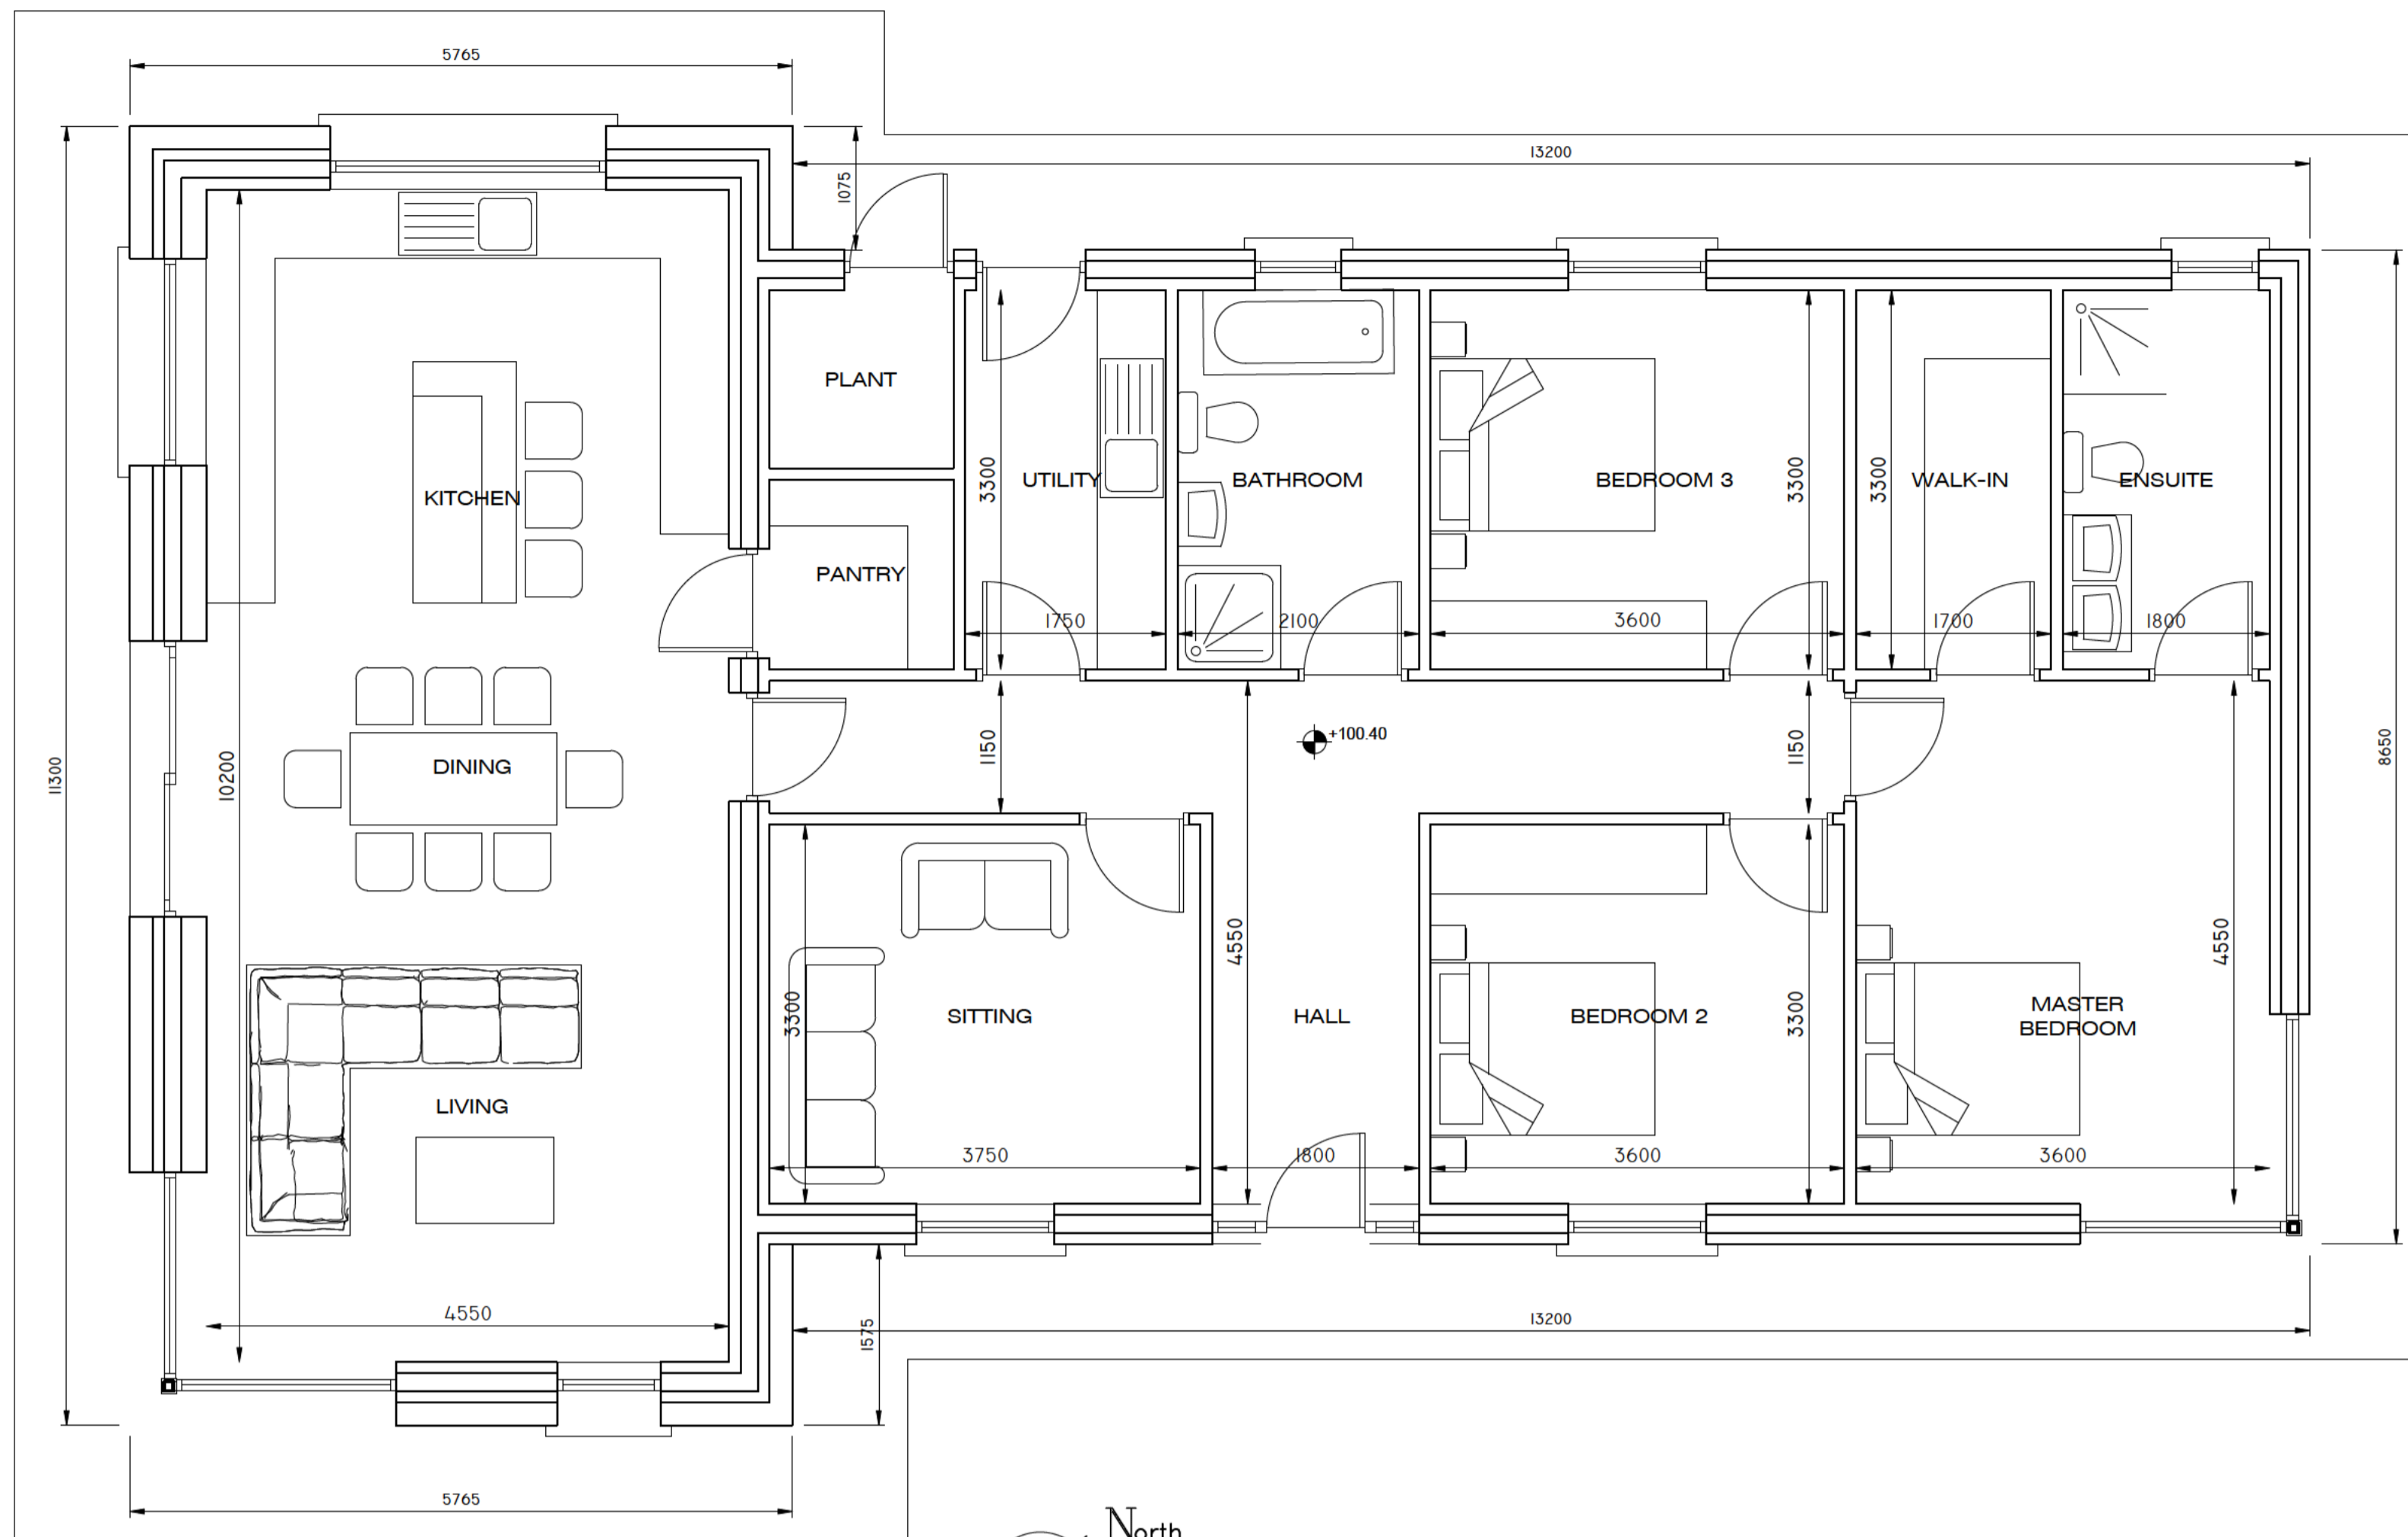 5765
13200
1075
PLANT
3300
UTILITY
BATHROOM
BEDROOM 3
3300
3300
WALK-IN
ENSUITE
KITCHEN
PANTRY
1750
2100
3600
1700
1800
+100.40
11300
10200
DINING
1150
1150
8650
4550
4550
3300
SITTING
HALL
BEDROOM 2
3300
MASTER
BEDROOM
LIVING
3750
1800
3600
3600
4550
1575
13200
5765
North